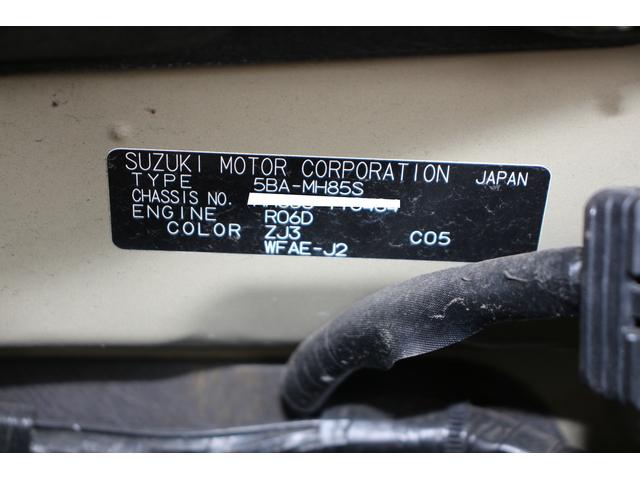 SUZUKI MOTOR CORPORATION JAPAN
TYPE 5BA-MH85S
CHASSIS NO.
ENGINE R06D
COLOR ZJ3 C05
WFAE-J2